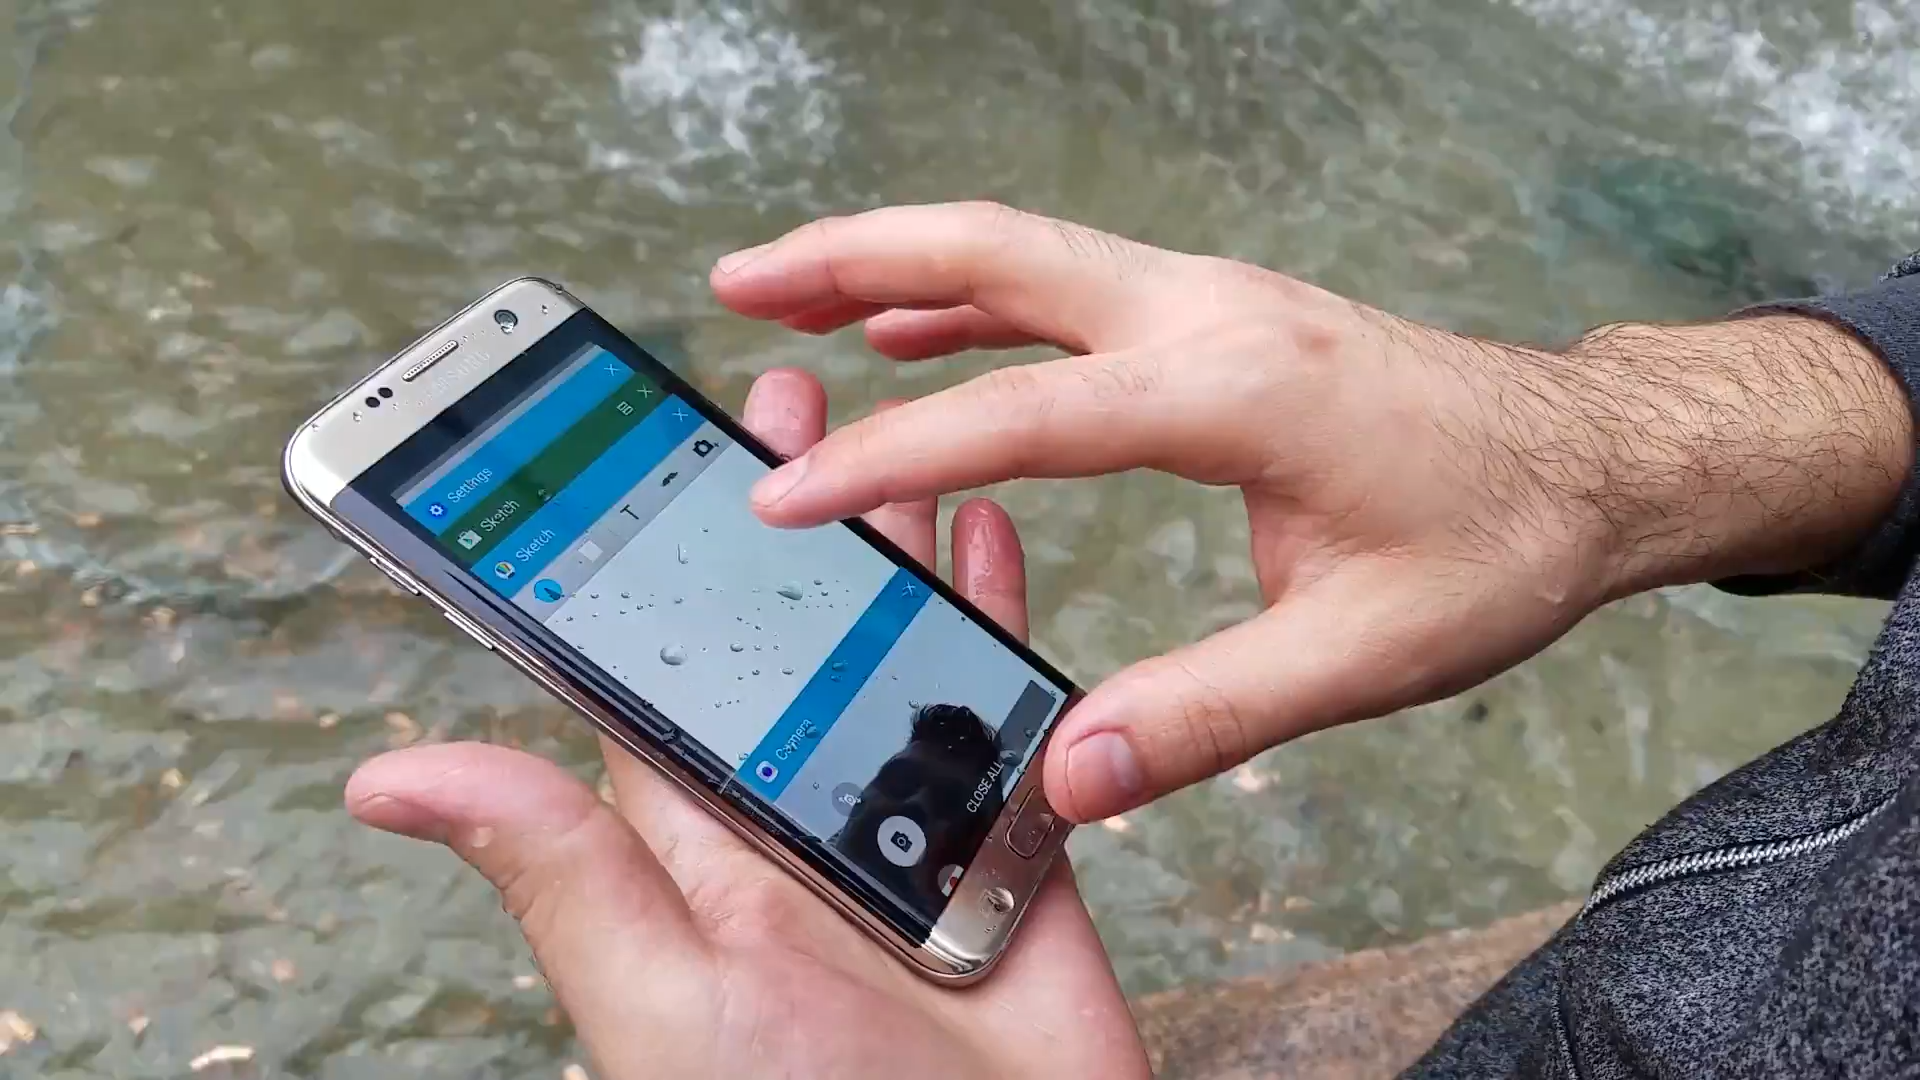 SAMSUNG
Settings
Sketch
Sketch
T
Camera
CLOSE ALL